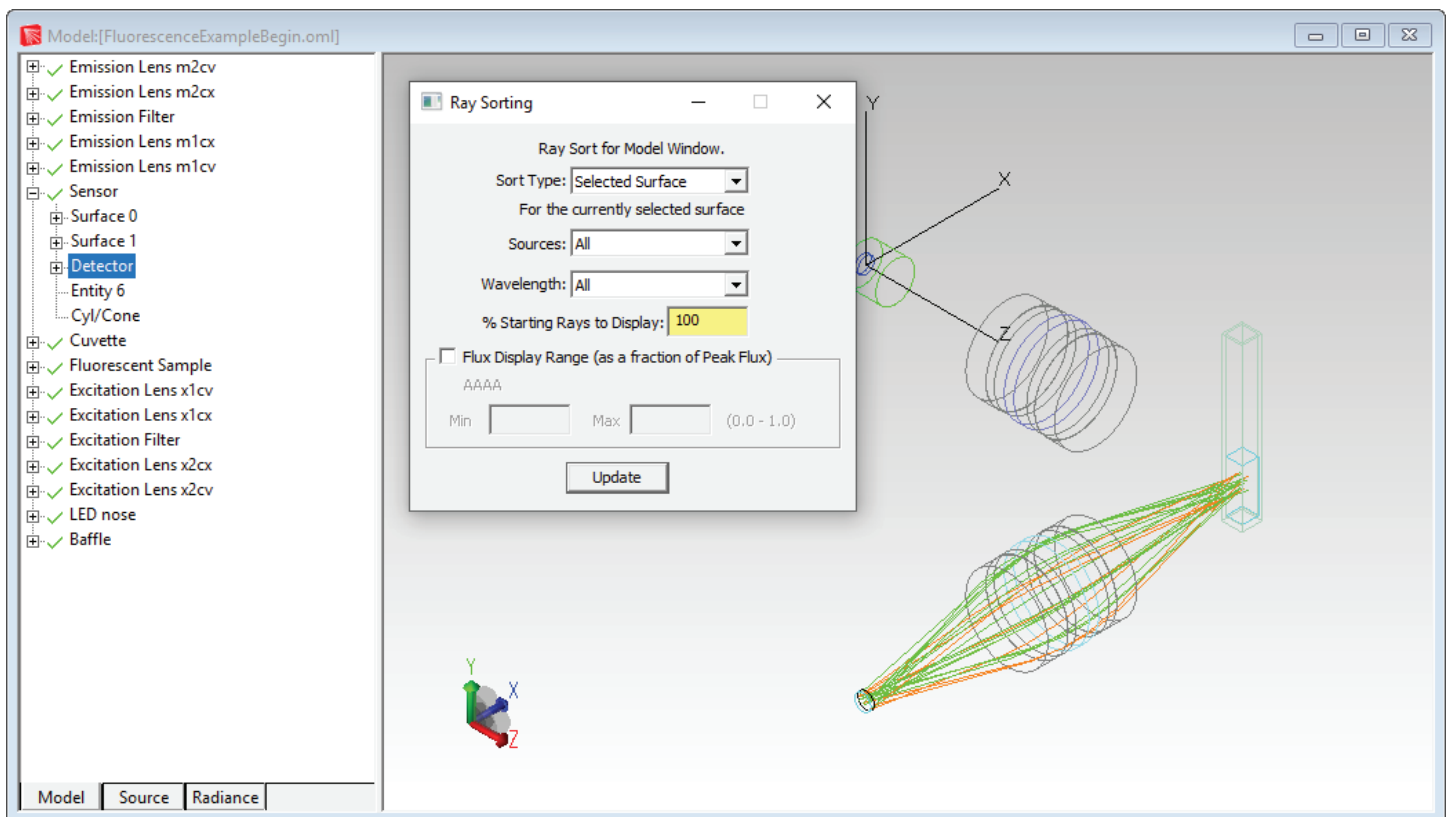 Model:[FluorescenceExampleBegin.oml]
Emission Lens m2cv
Emission Lens m2cx
Emission Filter
Emission Lens m1cx
Emission Lens m1cv
Sensor
Surface 0
Surface 1
Detector
Entity 6
Cyl/Cone
Cuvette
Fluorescent Sample
Excitation Lens x1cv
Excitation Lens x1cx
Excitation Filter
Excitation Lens x2cx
Excitation Lens x2cv
LED nose
Baffle
Model Source Radiance
Ray Sorting
Ray Sort for Model Window.
Sort Type: Selected Surface
For the currently selected surface
Sources: All
Wavelength: All
% Starting Rays to Display: 100
Flux Display Range (as a fraction of Peak Flux)
AAAA
Min Max (0.0 - 1.0)
Update
Y
X
Z
Y
X
Z